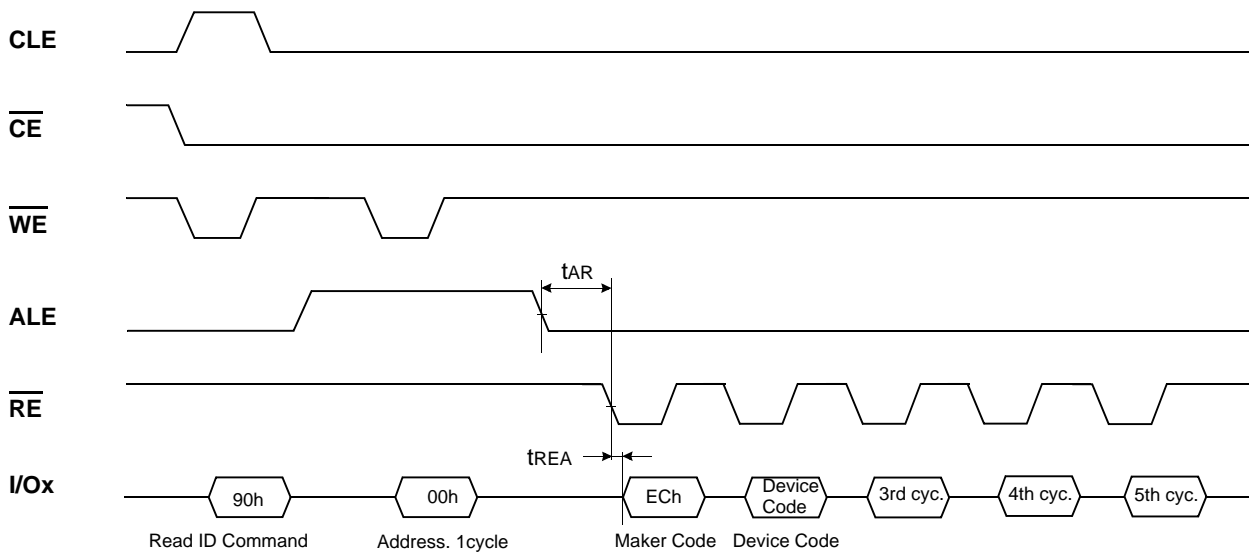 CLE
CE
WE
tAR
ALE
RE
tREA
I/Ox
90h
00h
ECh
Device
Code
3rd cyc.
4th cyc.
5th cyc.
Read ID Command
Address. 1cycle
Maker Code
Device Code